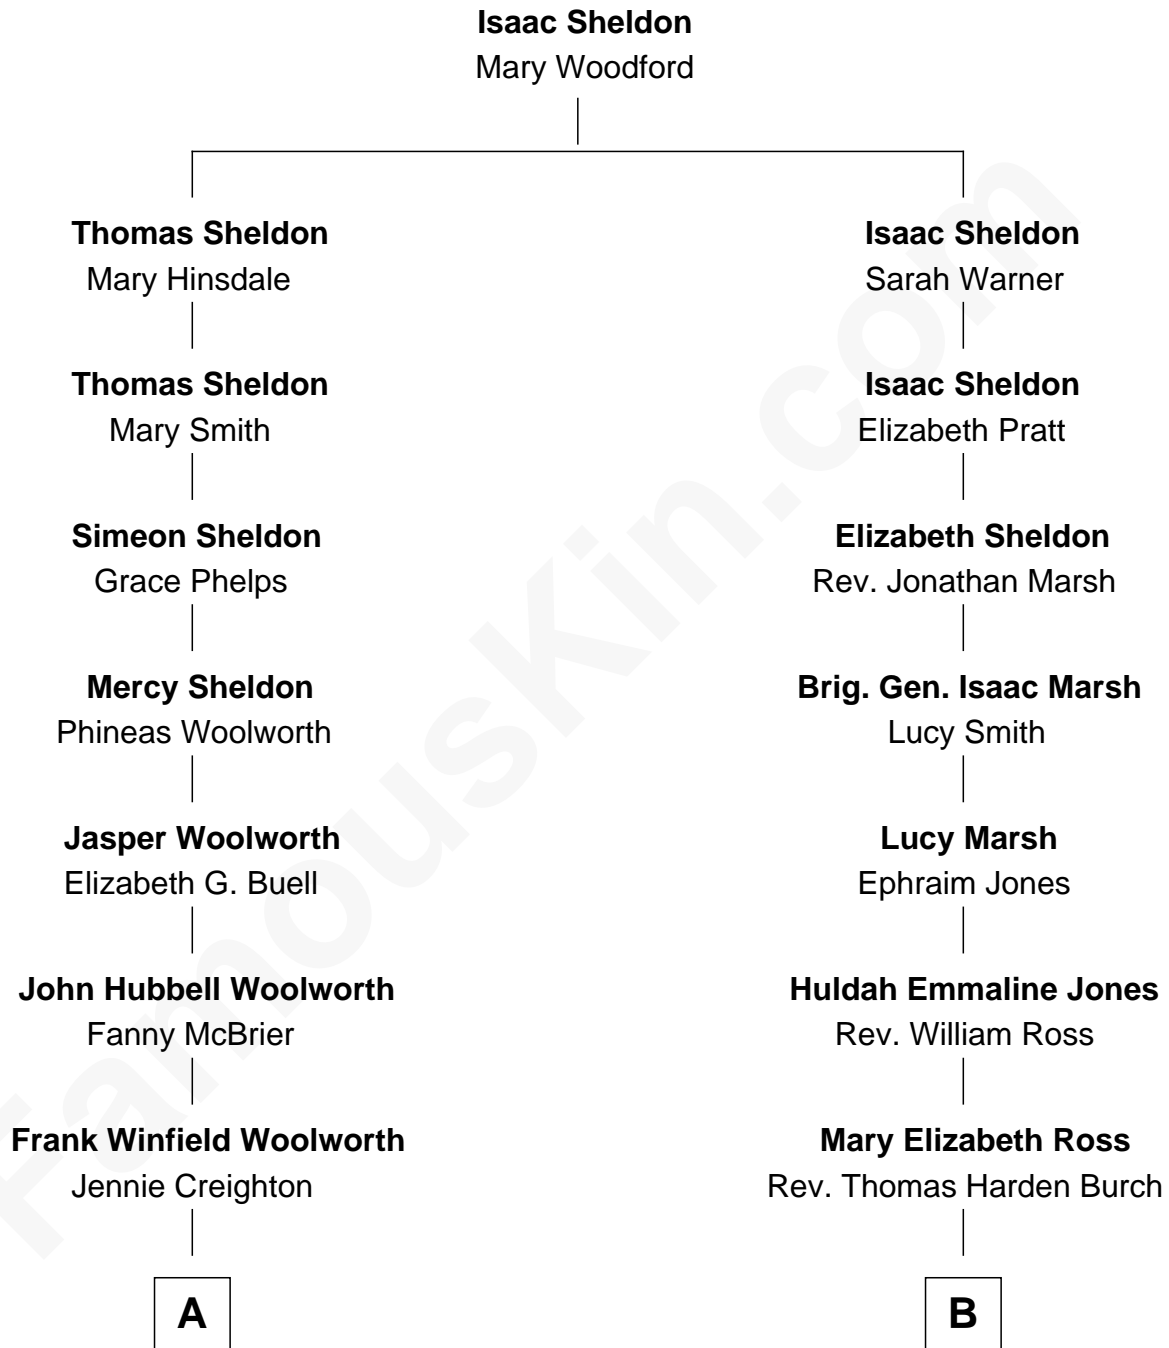 Isaac Sheldon
Mary Woodford
Thomas Sheldon
Mary Hinsdale
Isaac Sheldon
Sarah Warner
Thomas Sheldon
Mary Smith
Isaac Sheldon
Elizabeth Pratt
Simeon Sheldon
Grace Phelps
Elizabeth Sheldon
Rev. Jonathan Marsh
Mercy Sheldon
Phineas Woolworth
Brig. Gen. Isaac Marsh
Lucy Smith
Jasper Woolworth
Elizabeth G. Buell
Lucy Marsh
Ephraim Jones
John Hubbell Woolworth
Fanny McBrier
Huldah Emmaline Jones
Rev. William Ross
Frank Winfield Woolworth
Jennie Creighton
Mary Elizabeth Ross
Rev. Thomas Harden Burch
A
B
FamousKin.com